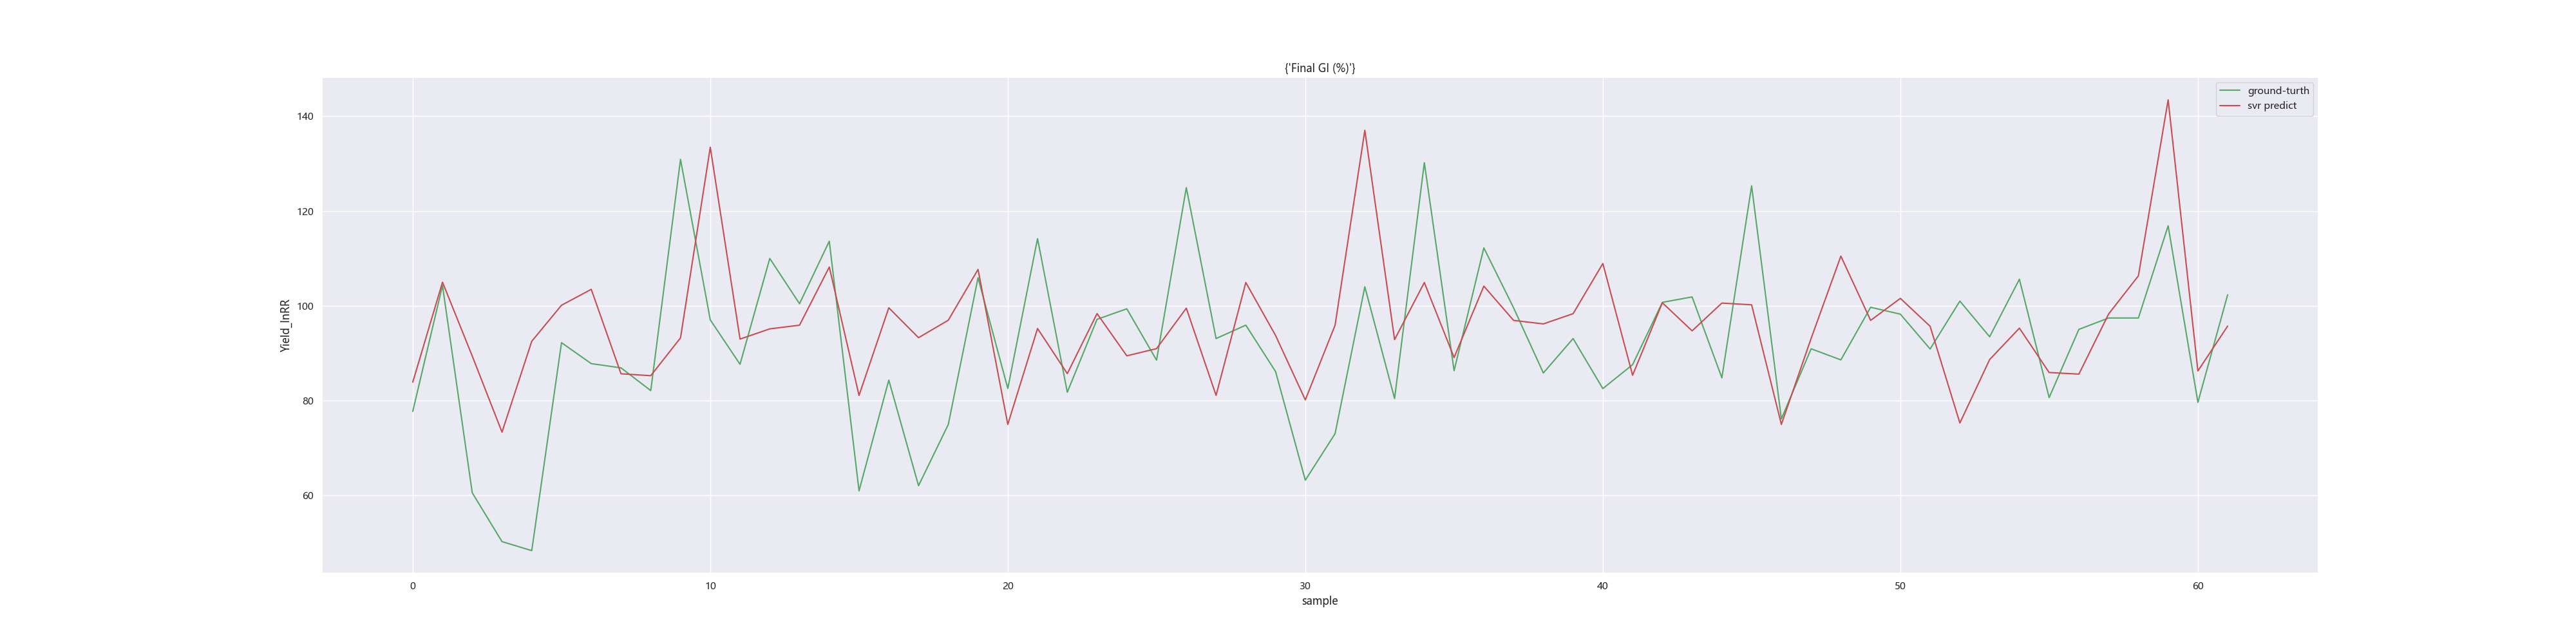 {'Final GI (%)'}
ground-turth
svr predict
140
120
100
80
60
Yield_lnRR
0 10 20 30 40 50 60
sample